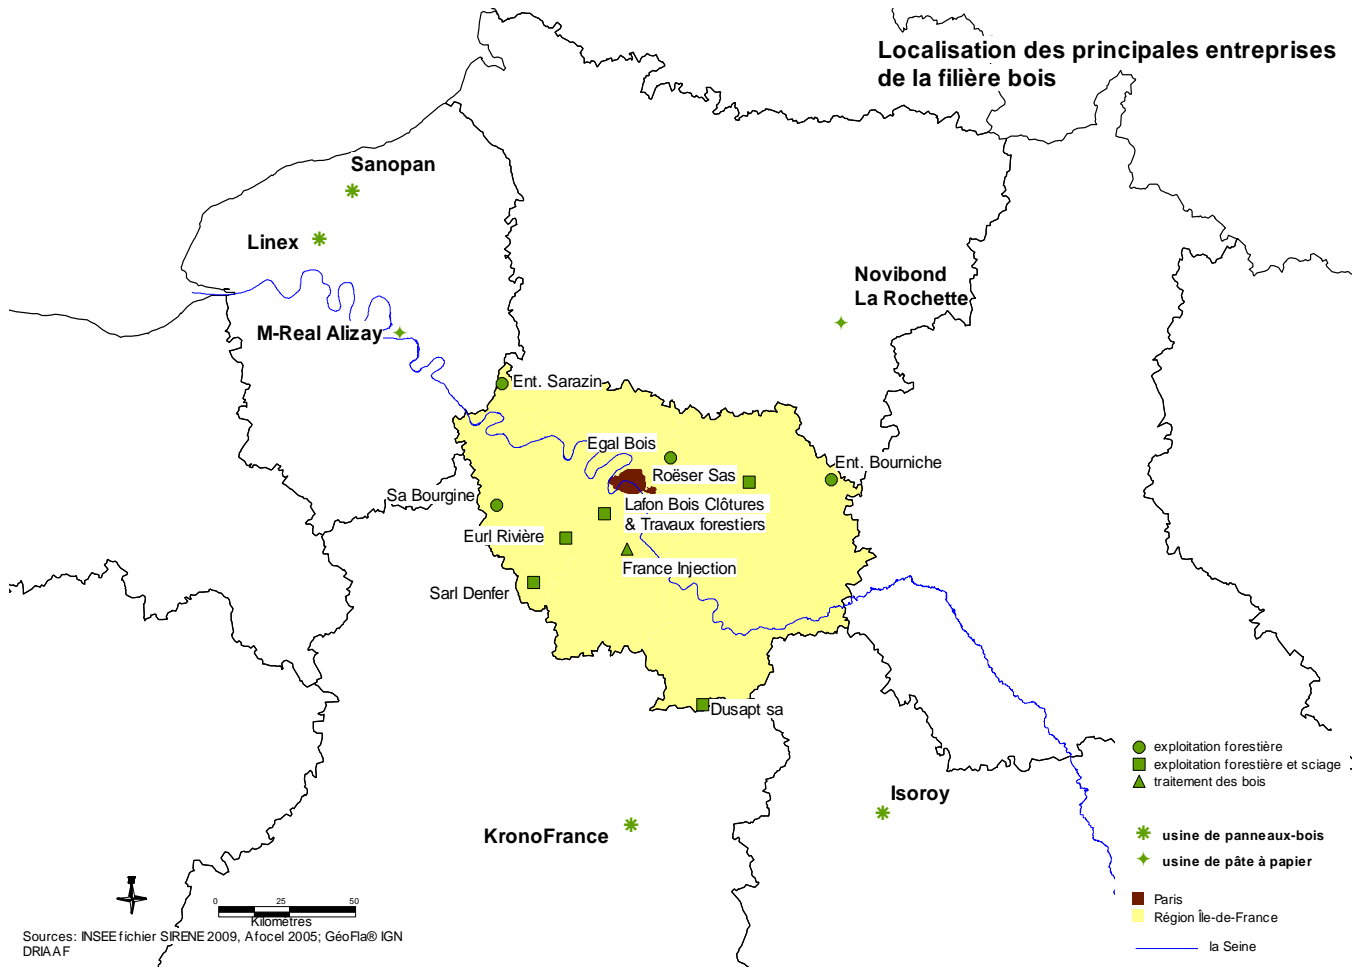 Localisation des principales entreprises
de la filière bois
Sanopan
Linex
Novibond
La Rochette
M-Real Alizay
Ent. Sarazin
Egal Bois
Ent. Bourniche
Roëser Sas
Sa Bourgine
Lafon Bois Clôtures
& Travaux forestiers
Eurl Rivière
France Injection
Sarl Denfer
Dusapt sa
Isoroy
KronoFrance
exploitation forestière
exploitation forestière et sciage
traitement des bois
usine de panneaux-bois
usine de pâte à papier
Paris
Région Île-de-France
la Seine
0 25 50
Kilometres
Sources: INSEE fichier SIRENE 2009, Afocel 2005; GéoFla® IGN
DRIAAF